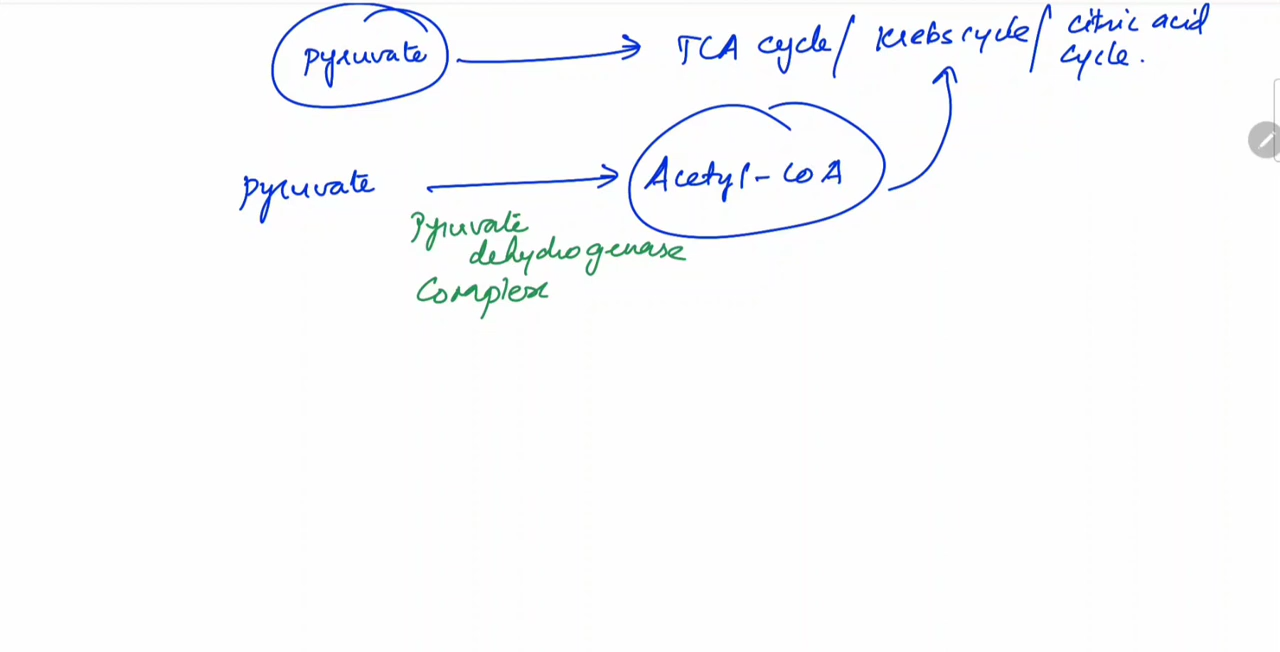 pyruvate → TCA cycle/ Krebs cycle/ citric acid
cycle.
pyruvate → Acetyl-CoA
Pyruvate
dehydrogenase
Complex